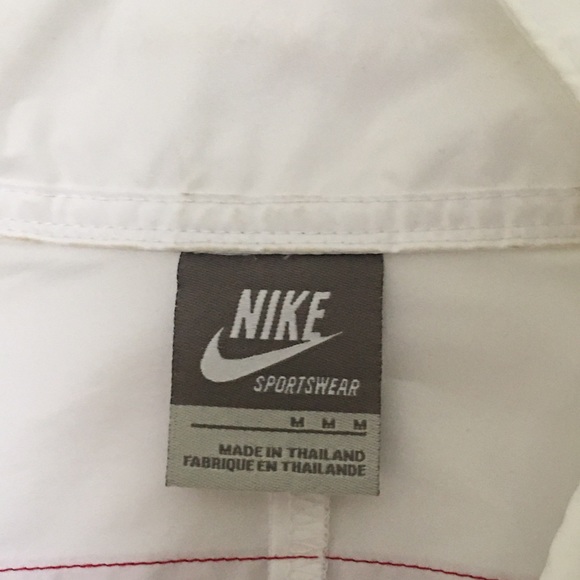 NIKE
SPORTSWEAR
M M M
MADE IN THAILAND
FABRIQUE EN THAILANDE